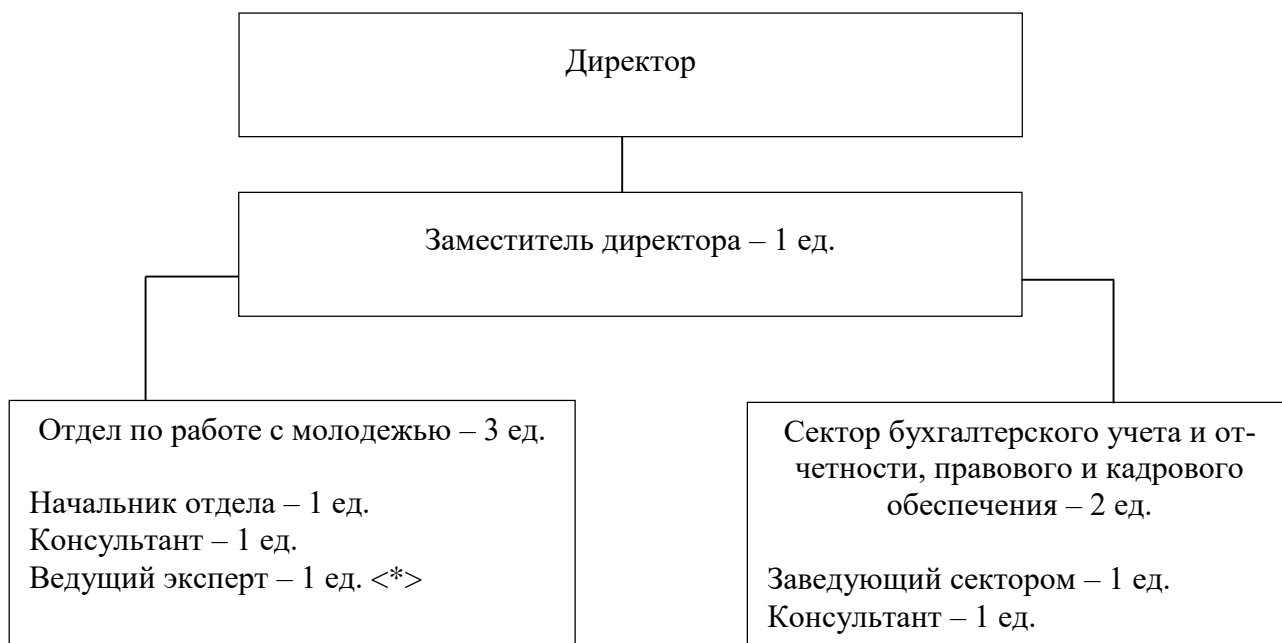 Директор
Заместитель директора – 1 ед.
Отдел по работе с молодежью – 3 ед.
Начальник отдела – 1 ед.
Консультант – 1 ед.
Ведущий эксперт – 1 ед. <*>
Сектор бухгалтерского учета и от-
четности, правового и кадрового
обеспечения – 2 ед.
Заведующий сектором – 1 ед.
Консультант – 1 ед.